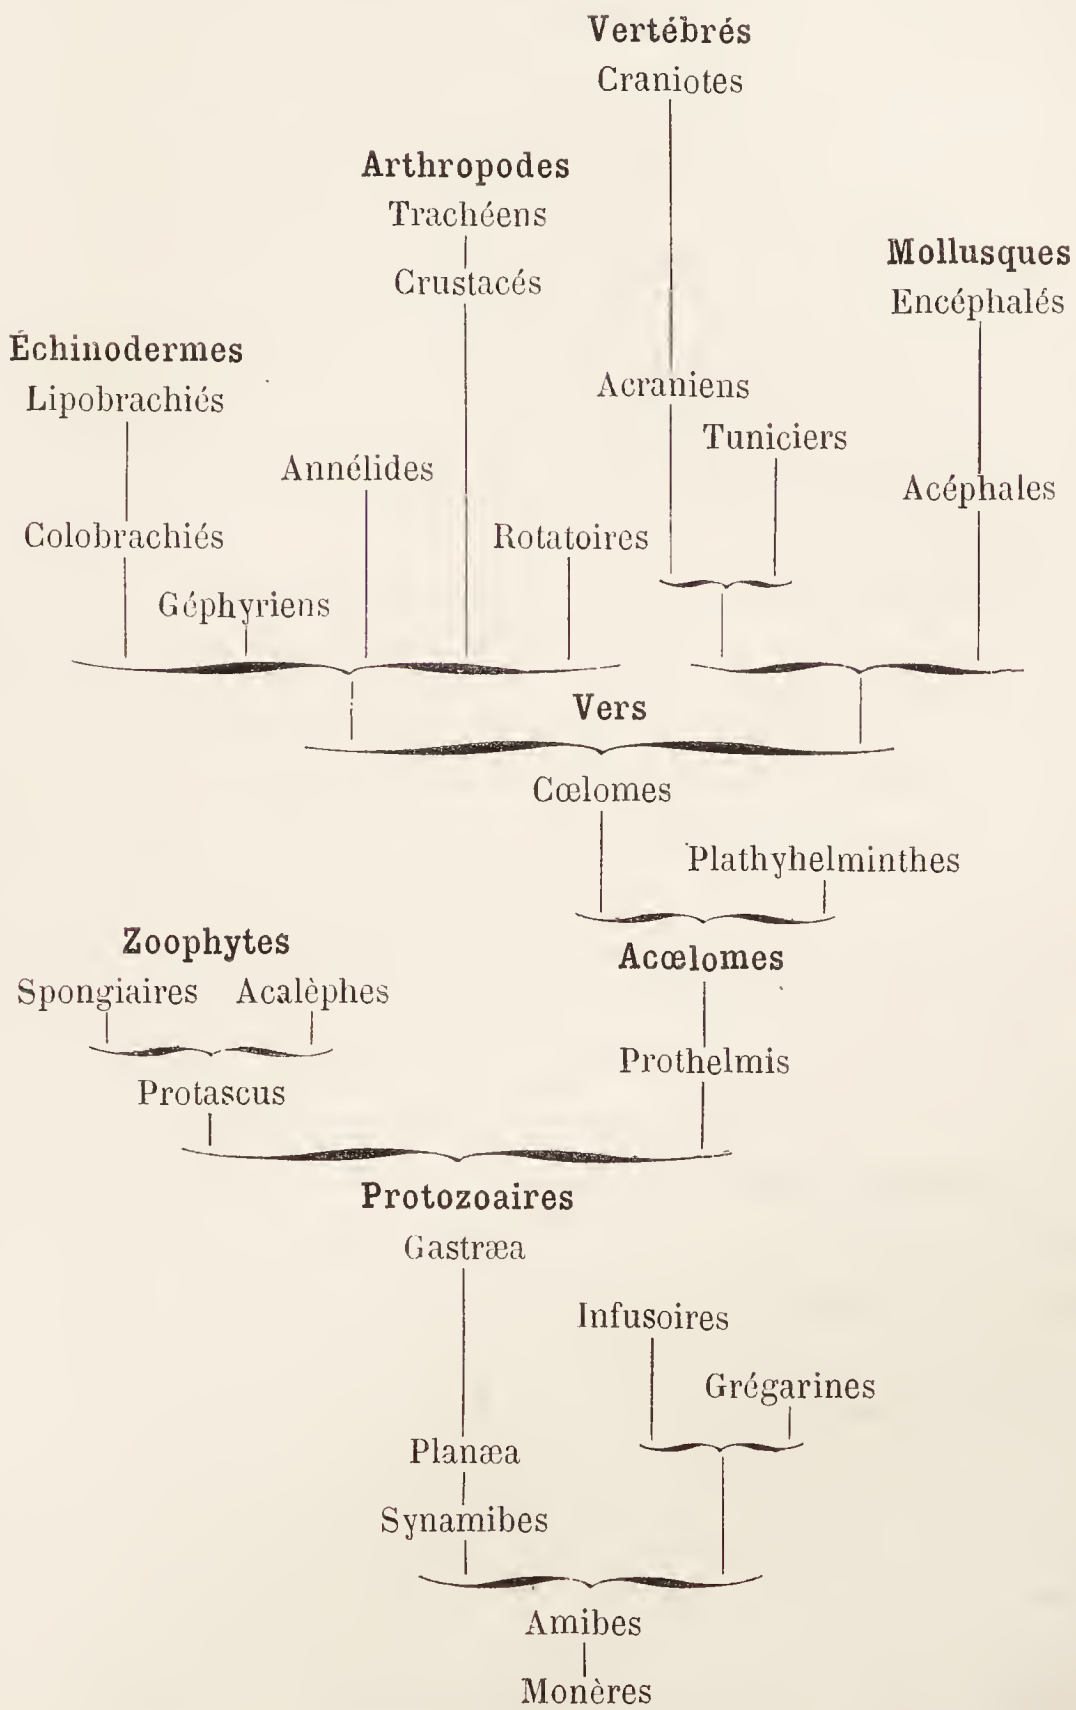 Vertébrés
Craniotes
Arthropodes
Trachéens
Crustacés
Mollusques
Encéphalés
Échinodermes
Lipobrachiés
Acraniens
Tuniciers
Annélides
Acéphales
Colobrachiés
Rotatoires
Géphyriens
Vers
Cœlomes
Plathyhelminthes
Zoophytes
Acœlomes
Spongiaires Acalèphes
Prothelmis
Protascus
Protozoaires
Gastræa
Infusoires
Grégarines
Planæa
Synamibes
Amibes
Monères